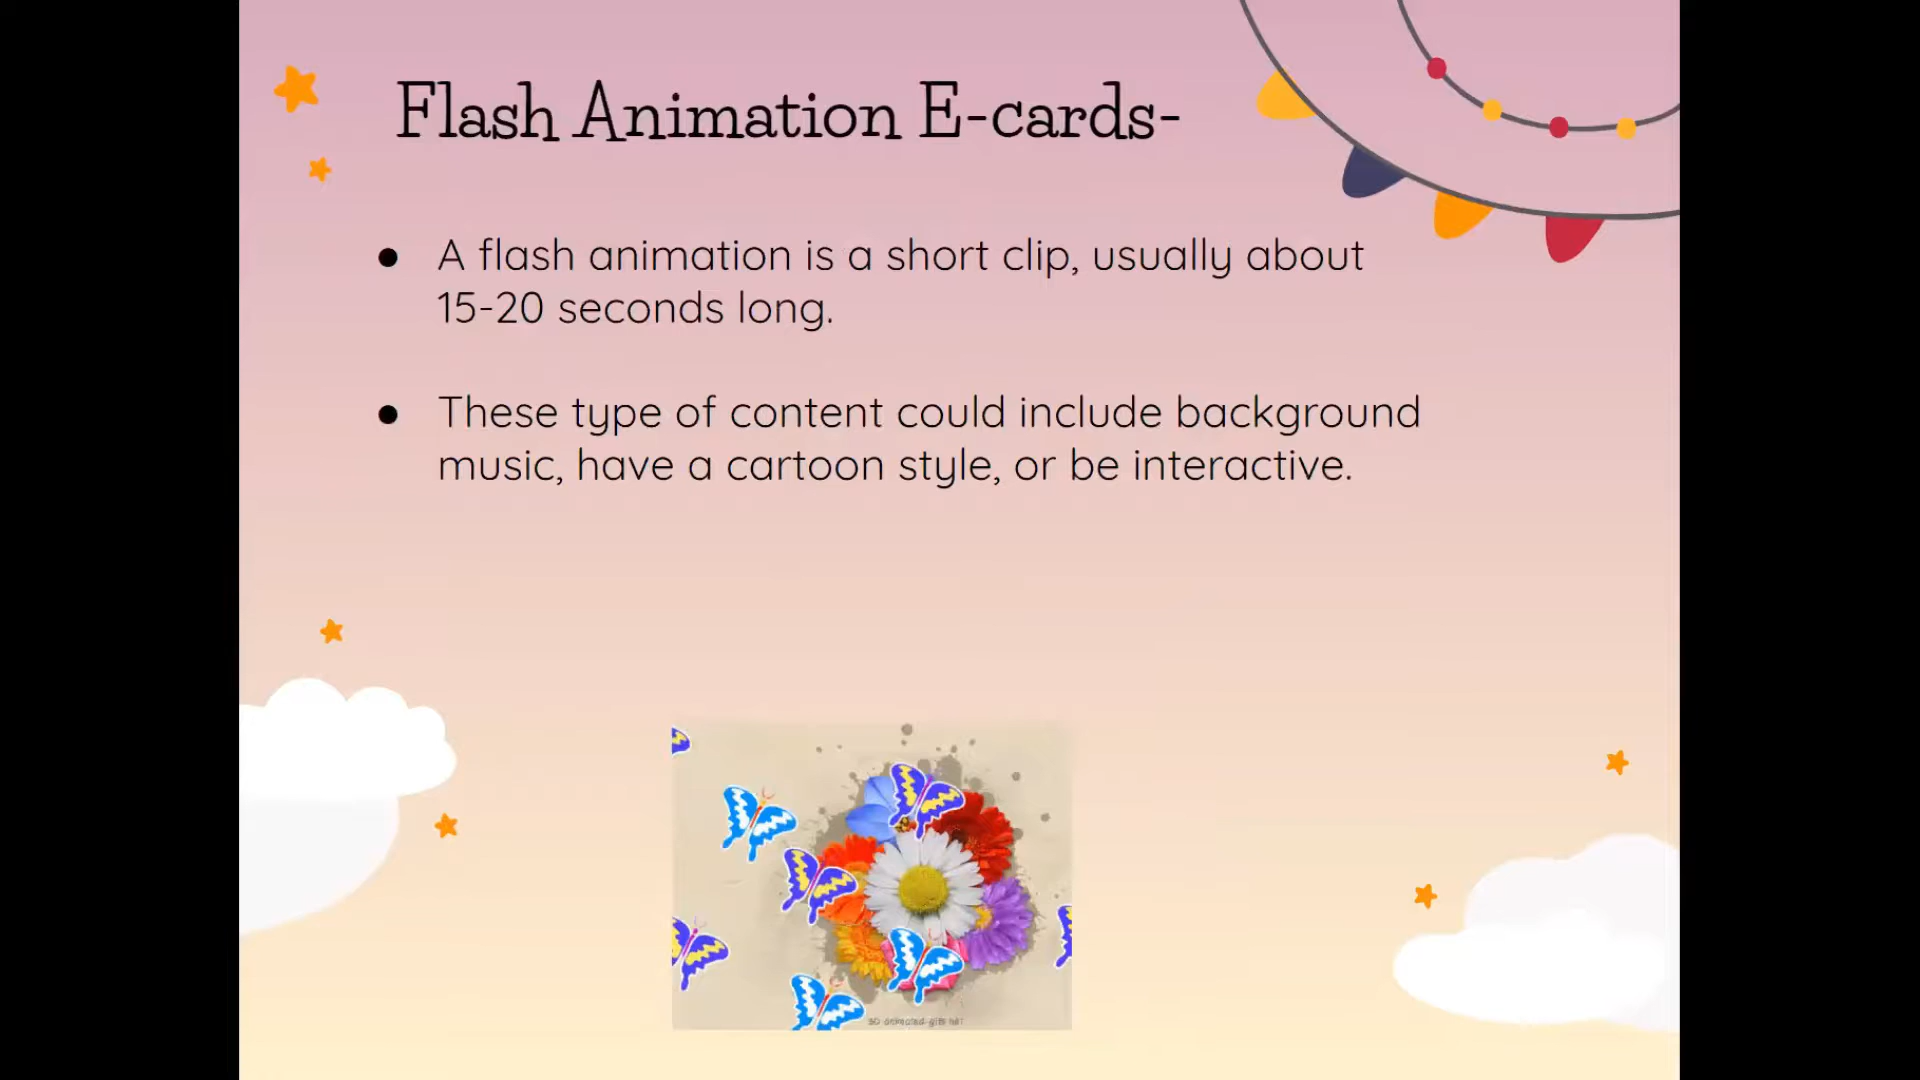 Flash Animation E-cards-
● A flash animation is a short clip, usually about
15-20 seconds long.
● These type of content could include background
music, have a cartoon style, or be interactive.